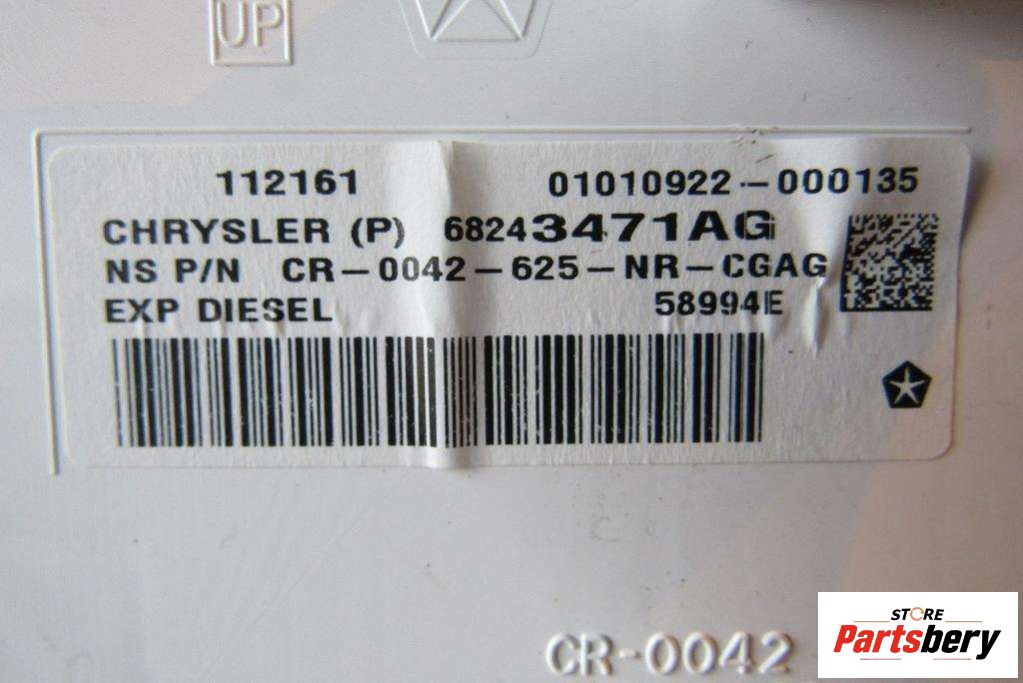 UP
112161 01010922-000135
CHRYSLER (P) 68243471AG
NS P/N CR-0042-625-NR-CGAG
EXP DIESEL 58994E
CR-0042
STORE
Partsbery